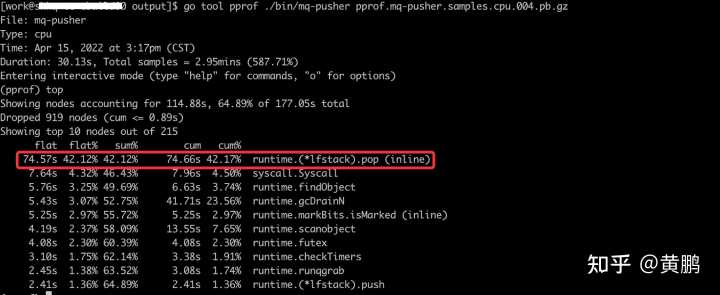 [work@s 0 output]$ go tool pprof ./bin/mq-pusher pprof.mq-pusher.samples.cpu.004.pb.gz
File: mq-pusher
Type: cpu
Time: Apr 15, 2022 at 3:17pm (CST)
Duration: 30.13s, Total samples = 2.95mins (587.71%)
Entering interactive mode (type "help" for commands, "o" for options)
(pprof) top
Showing nodes accounting for 114.88s, 64.89% of 177.05s total
Dropped 919 nodes (cum <= 0.89s)
Showing top 10 nodes out of 215
flat flat% sum% cum cum%
74.57s 42.12% 42.12% 74.66s 42.17% runtime.(*lfstack).pop (inline)
7.64s 4.32% 46.43% 7.96s 4.50% syscall.Syscall
5.76s 3.25% 49.69% 6.63s 3.74% runtime.findObject
5.43s 3.07% 52.75% 41.71s 23.56% runtime.gcDrainN
5.25s 2.97% 55.72% 5.25s 2.97% runtime.markBits.isMarked (inline)
4.19s 2.37% 58.09% 13.55s 7.65% runtime.scanobject
4.08s 2.30% 60.39% 4.08s 2.30% runtime.futex
3.10s 1.75% 62.14% 3.38s 1.91% runtime.checkTimers
2.45s 1.38% 63.52% 3.08s 1.74% runtime.runqgrab
2.41s 1.36% 64.89% 2.41s 1.36% runtime.(*lfstack).push
知乎 @黄鹏